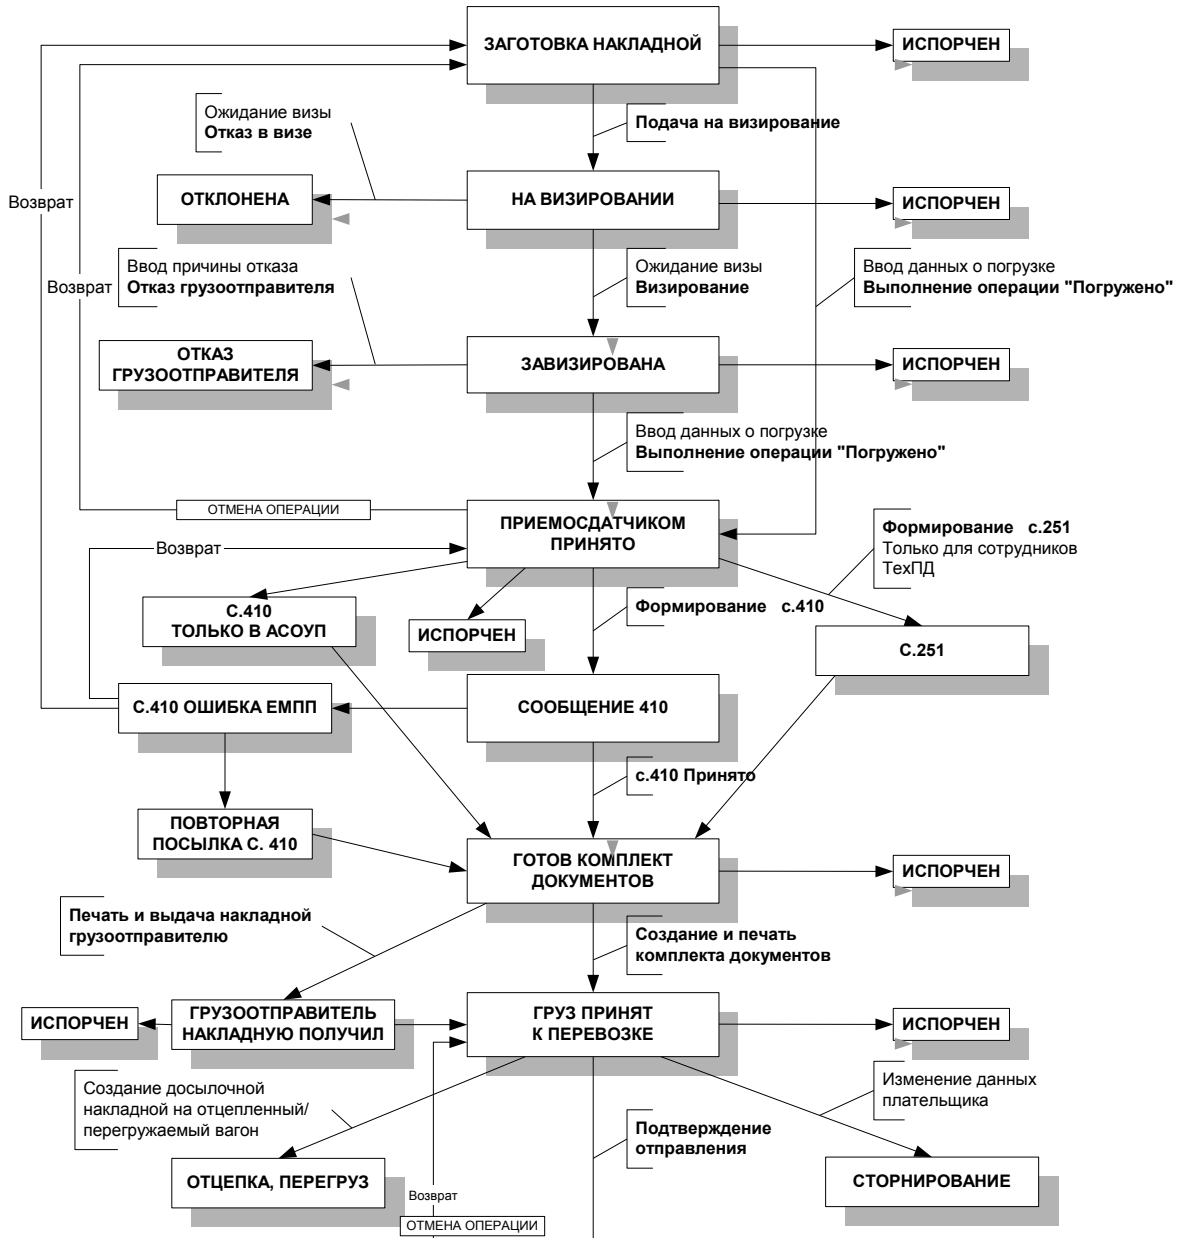 ЗАГОТОВКА НАКЛАДНОЙ
ИСПОРЧЕН
Ожидание визы
Отказ в визе
Подача на визирование
Возврат
ОТКЛОНЕНА
НА ВИЗИРОВАНИИ
ИСПОРЧЕН
Возврат
Ввод причины отказа
Отказ грузоотправителя
Ожидание визы
Визирование
Ввод данных о погрузке
Выполнение операции "Погружено"
ОТКАЗ
ГРУЗООТПРАВИТЕЛЯ
ЗАВИЗИРОВАНА
ИСПОРЧЕН
Ввод данных о погрузке
Выполнение операции "Погружено"
ОТМЕНА ОПЕРАЦИИ
ПРИЕМОСДАТЧИКОМ
ПРИНЯТО
Формирование с.251
Только для сотрудников
ТехПД
Возврат
С.410
ТОЛЬКО В АСОУП
ИСПОРЧЕН
Формирование с.410
С.251
С.410 ОШИБКА ЕМПП
СООБЩЕНИЕ 410
с.410 Принято
ПОВТОРНАЯ
ПОСЫЛКА С. 410
ГОТОВ КОМПЛЕКТ
ДОКУМЕНТОВ
ИСПОРЧЕН
Печать и выдача накладной
грузоотправителю
Создание и печать
комплекта документов
ИСПОРЧЕН
ГРУЗООТПРАВИТЕЛЬ
НАКЛАДНУЮ ПОЛУЧИЛ
ГРУЗ ПРИНЯТ
К ПЕРЕВОЗКЕ
ИСПОРЧЕН
Создание досылочной
накладной на отцепленный/
перегружаемый вагон
Подтверждение
отправления
Изменение данных
плательщика
ОТЦЕПКА, ПЕРЕГРУЗ
Возврат
ОТМЕНА ОПЕРАЦИИ
СТОРНИРОВАНИЕ